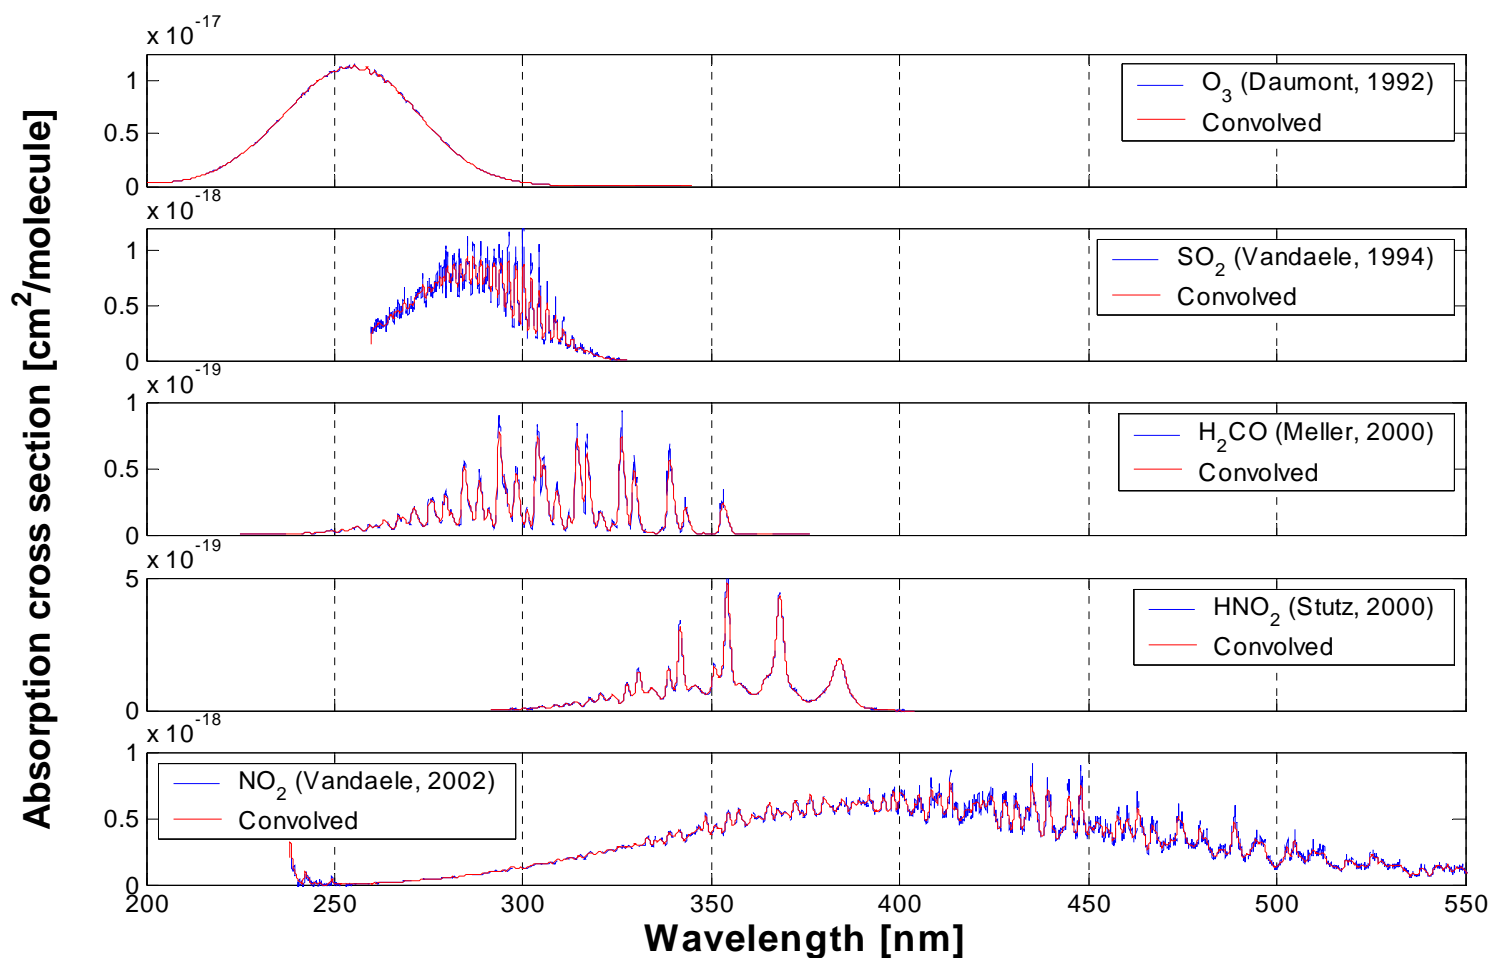 x 10^-17
1
0.5
0
O3 (Daumont, 1992)
Convolved
x 10^-18
1
0.5
0
SO2 (Vandaele, 1994)
Convolved
x 10^-19
1
0.5
0
H2CO (Meller, 2000)
Convolved
x 10^-19
5
0
HNO2 (Stutz, 2000)
Convolved
x 10^-18
1
0.5
0
NO2 (Vandaele, 2002)
Convolved
200 250 300 350 400 450 500 550
Wavelength [nm]
Absorption cross section [cm^2/molecule]